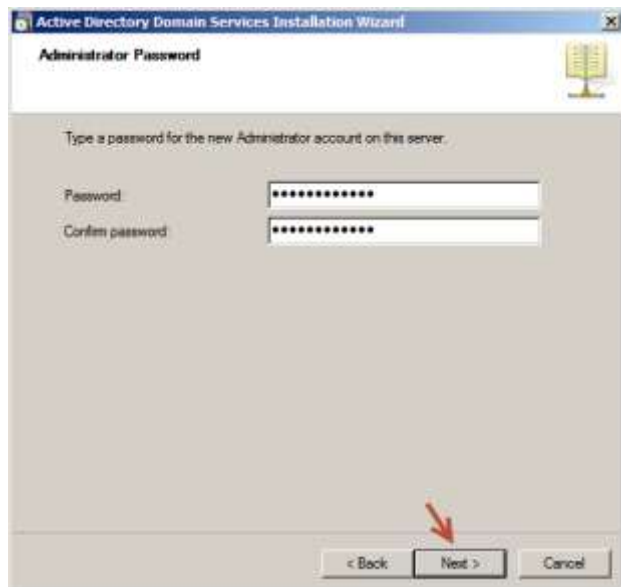 Active Directory Domain Services Installation Wizard
Administrator Password
Type a password for the new Administrator account on this server.
Password: ●●●●●●●●●●●●
Confirm password: ●●●●●●●●●●●●
< Back Next > Cancel